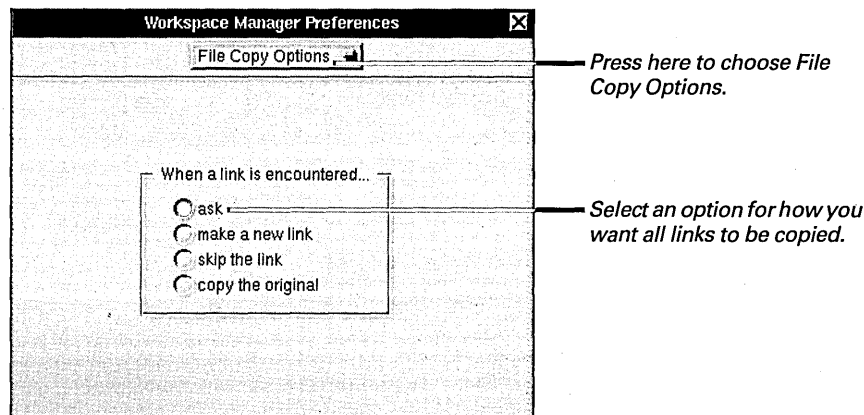 Workspace Manager Preferences
File Copy Options
Press here to choose File
Copy Options.
When a link is encountered...
ask
make a new link
skip the link
copy the original
Select an option for how you
want all links to be copied.